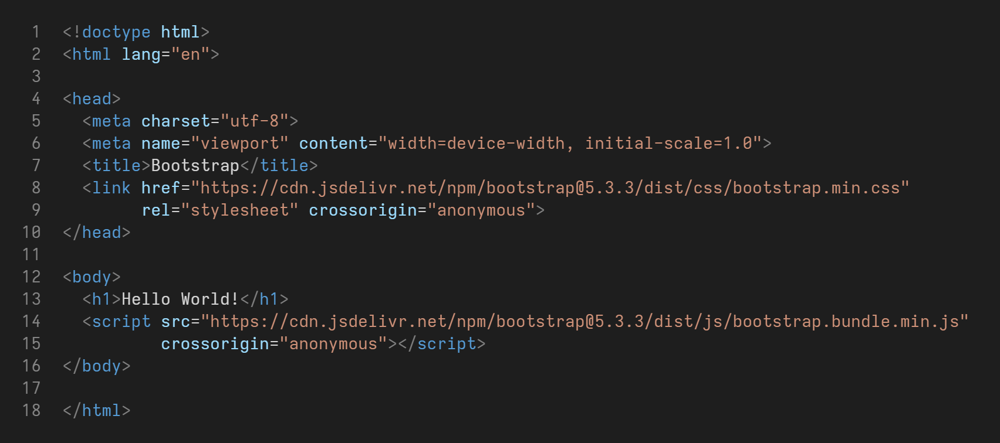 1 <!doctype html>
2 <html lang="en">
3
4 <head>
5   <meta charset="utf-8">
6   <meta name="viewport" content="width=device-width, initial-scale=1.0">
7   <title>Bootstrap</title>
8   <link href="https://cdn.jsdelivr.net/npm/bootstrap@5.3.3/dist/css/bootstrap.min.css"
9         rel="stylesheet" crossorigin="anonymous">
10 </head>
11
12 <body>
13   <h1>Hello World!</h1>
14   <script src="https://cdn.jsdelivr.net/npm/bootstrap@5.3.3/dist/js/bootstrap.bundle.min.js"
15           crossorigin="anonymous"></script>
16 </body>
17
18 </html>